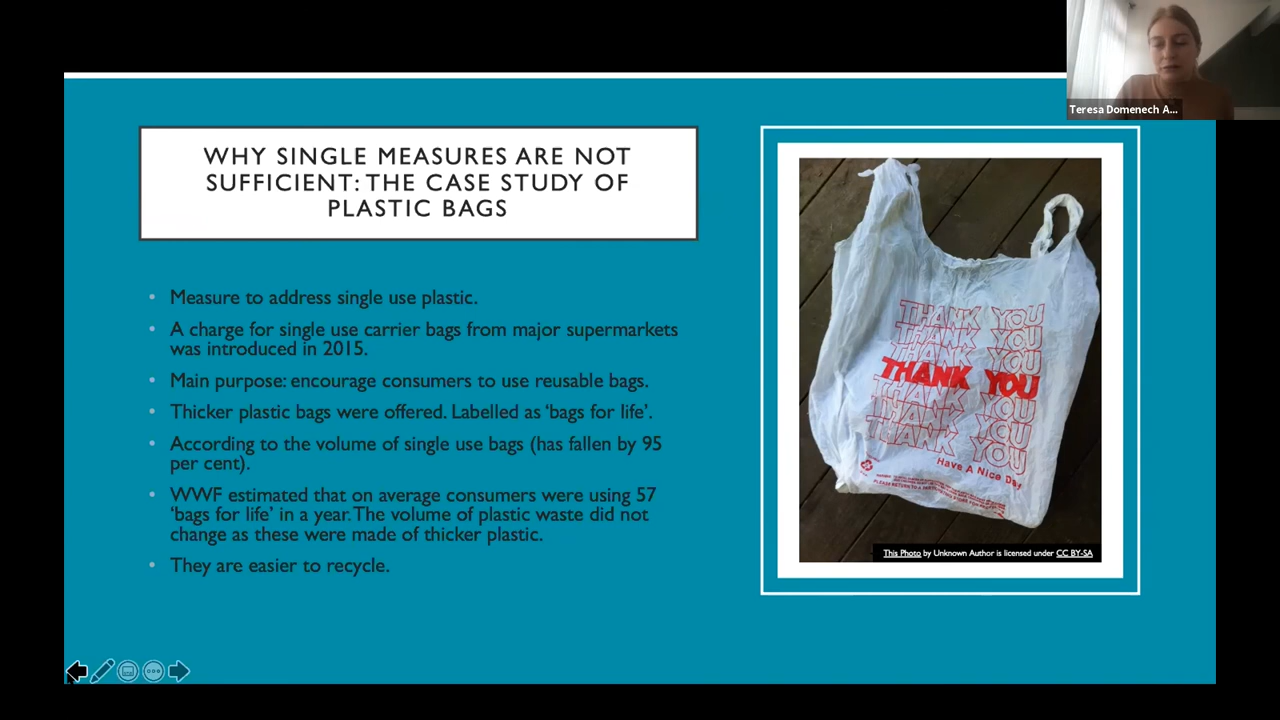 Teresa Domenech A...
WHY SINGLE MEASURES ARE NOT
SUFFICIENT: THE CASE STUDY OF
PLASTIC BAGS
• Measure to address single use plastic.
• A charge for single use carrier bags from major supermarkets
was introduced in 2015.
• Main purpose: encourage consumers to use reusable bags.
• Thicker plastic bags were offered. Labelled as ‘bags for life’.
• According to the volume of single use bags (has fallen by 95
per cent).
• WWF estimated that on average consumers were using 57
‘bags for life’ in a year. The volume of plastic waste did not
change as these were made of thicker plastic.
• They are easier to recycle.
THANK YOU
THANK YOU
THANK YOU
THANK YOU
THANK YOU
THANK YOU
THANK YOU
Have A Nice Day
This Photo by Unknown Author is licensed under CC BY-SA